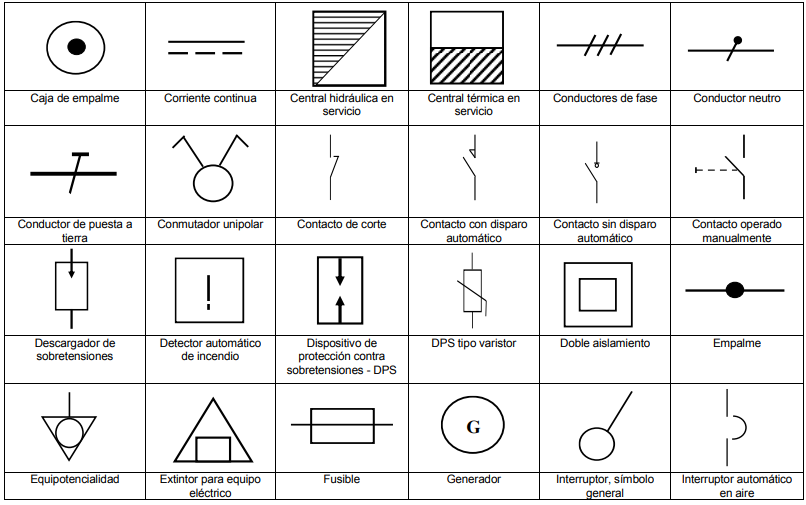 Caja de empalme
Corriente continua
Central hidráulica en
servicio
Central térmica en
servicio
Conductores de fase
Conductor neutro
Conductor de puesta a
tierra
Conmutador unipolar
Contacto de corte
Contacto con disparo
automático
Contacto sin disparo
automático
Contacto operado
manualmente
!
Descargador de
sobretensiones
Detector automático
de incendio
Dispositivo de
protección contra
sobretensiones - DPS
DPS tipo varistor
Doble aislamiento
Empalme
G
Equipotencialidad
Extintor para equipo
eléctrico
Fusible
Generador
Interruptor, símbolo
general
Interruptor automático
en aire